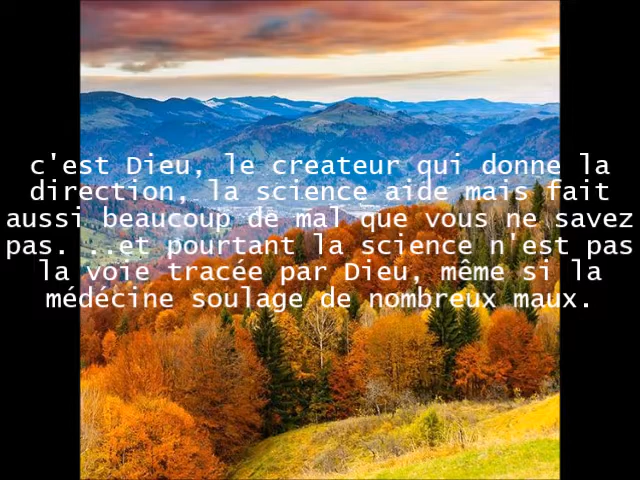 c'est Dieu, le createur qui donne la
direction, la science aide mais fait
aussi beaucoup de mal que vous ne savez
pas. ..et pourtant la science n'est pas
la voie tracée par Dieu, même si la
médécine soulage de nombreux maux.